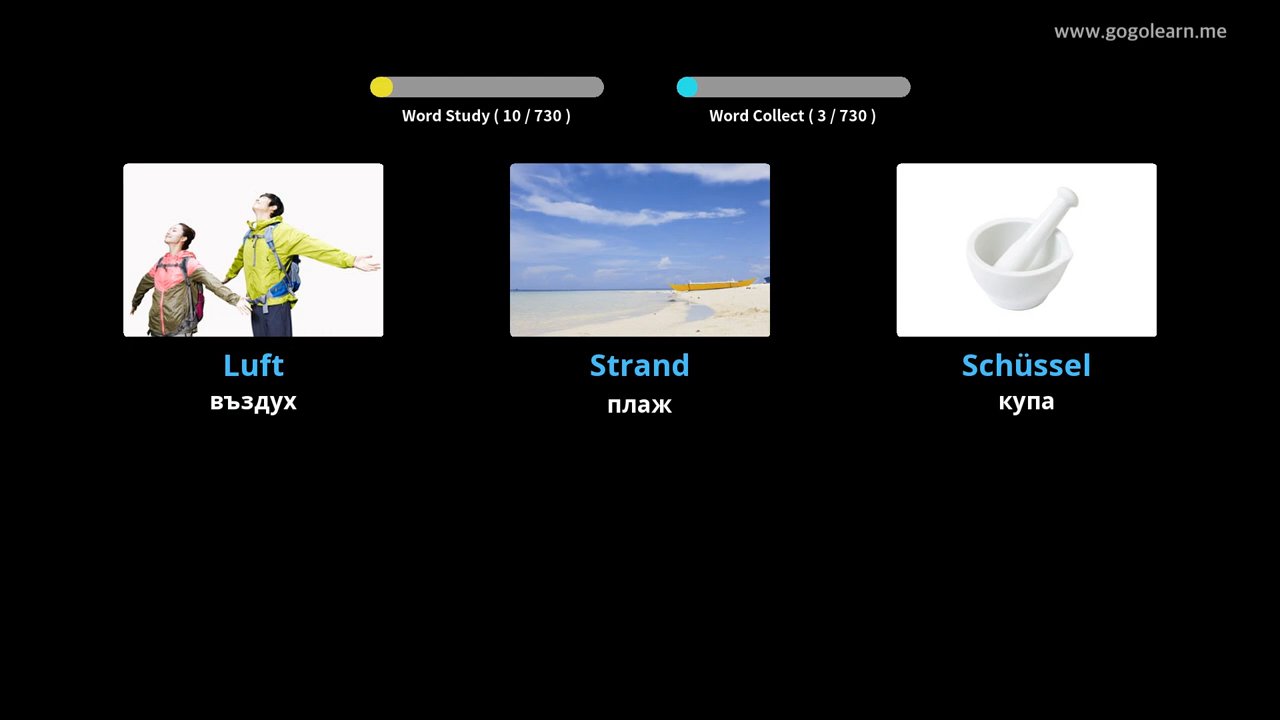 www.gogolearn.me
Word Study ( 10 / 730 )
Word Collect ( 3 / 730 )
Luft
въздух
Strand
плаж
Schüssel
купа